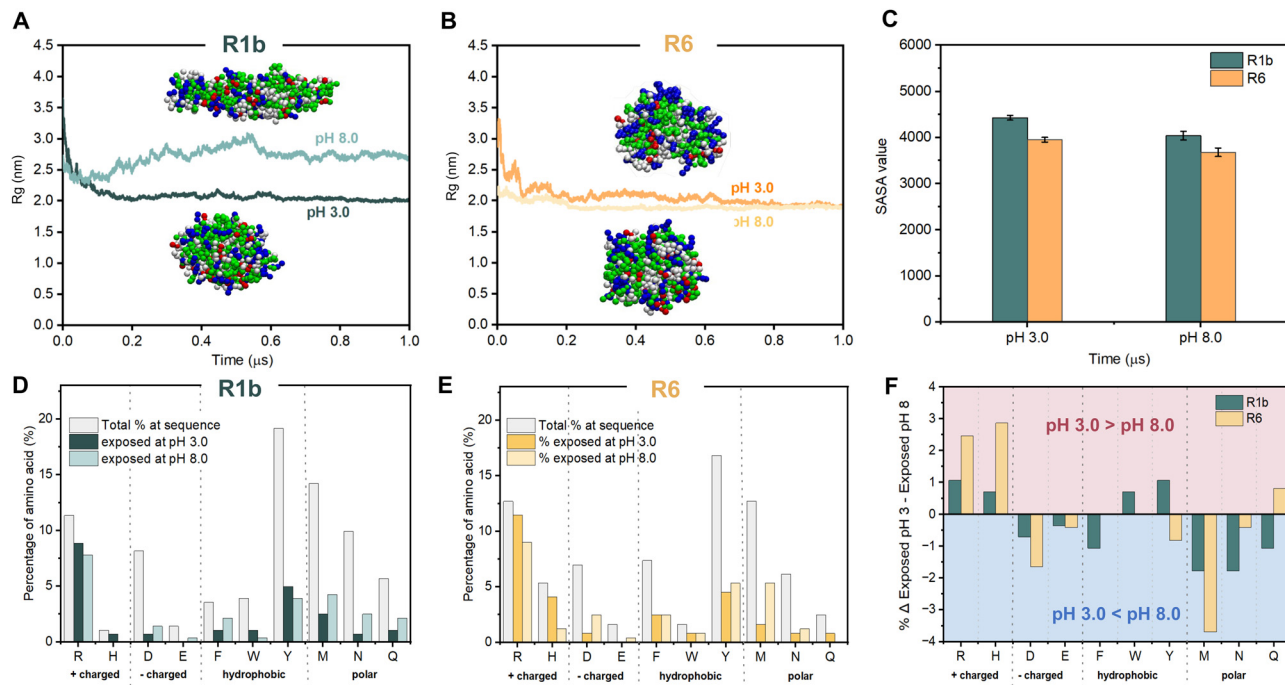 A
R1b
4.5
4.0
3.5
3.0
2.5
2.0
1.5
1.0
0.5
0.0
Rg (nm)
pH 8.0
pH 3.0
0.0 0.2 0.4 0.6 0.8 1.0
Time (μs)
B
R6
4.5
4.0
3.5
3.0
2.5
2.0
1.5
1.0
0.5
0.0
Rg (nm)
pH 3.0
pH 8.0
0.0 0.2 0.4 0.6 0.8 1.0
Time (μs)
C
6000
5000
4000
3000
2000
1000
0
SASA value
R1b
R6
pH 3.0 pH 8.0
Time (μs)
D
R1b
20
15
10
5
0
Percentage of amino acid (%)
Total % at sequence
exposed at pH 3.0
exposed at pH 8.0
R H D E F W Y M N Q
+ charged - charged hydrophobic polar
E
R6
20
15
10
5
0
Percentage of amino acid (%)
Total % at sequence
% exposed at pH 3.0
% exposed at pH 8.0
R H D E F W Y M N Q
+ charged - charged hydrophobic polar
F
4
3
2
1
0
-1
-2
-3
-4
% Δ Exposed pH 3 - Exposed pH 8
R1b
R6
pH 3.0 > pH 8.0
pH 3.0 < pH 8.0
R H D E F W Y M N Q
+ charged - charged hydrophobic polar